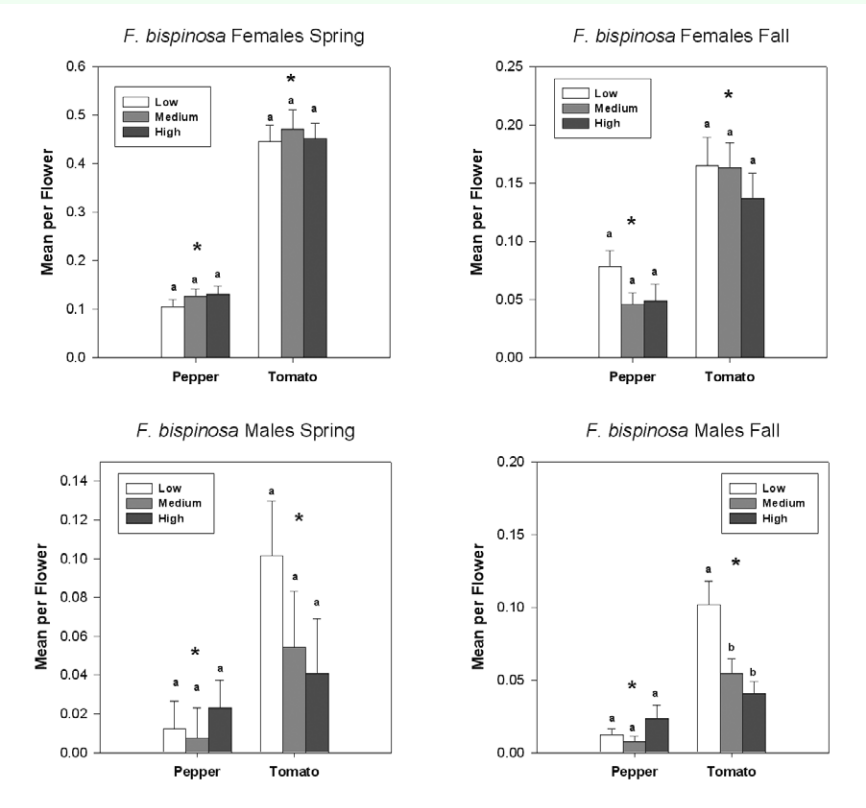 F. bispinosa Females Spring
Mean per Flower
0.6
0.5
0.4
0.3
0.2
0.1
0.0
Low
Medium
High
*
a a a
*
a a a
Pepper Tomato
F. bispinosa Females Fall
Mean per Flower
0.25
0.20
0.15
0.10
0.05
0.00
Low
Medium
High
*
a a a
*
a a a
Pepper Tomato
F. bispinosa Males Spring
Mean per Flower
0.14
0.12
0.10
0.08
0.06
0.04
0.02
0.00
Low
Medium
High
*
a a a
*
a a a
Pepper Tomato
F. bispinosa Males Fall
Mean per Flower
0.20
0.15
0.10
0.05
0.00
Low
Medium
High
*
a a a
*
a b b
Pepper Tomato